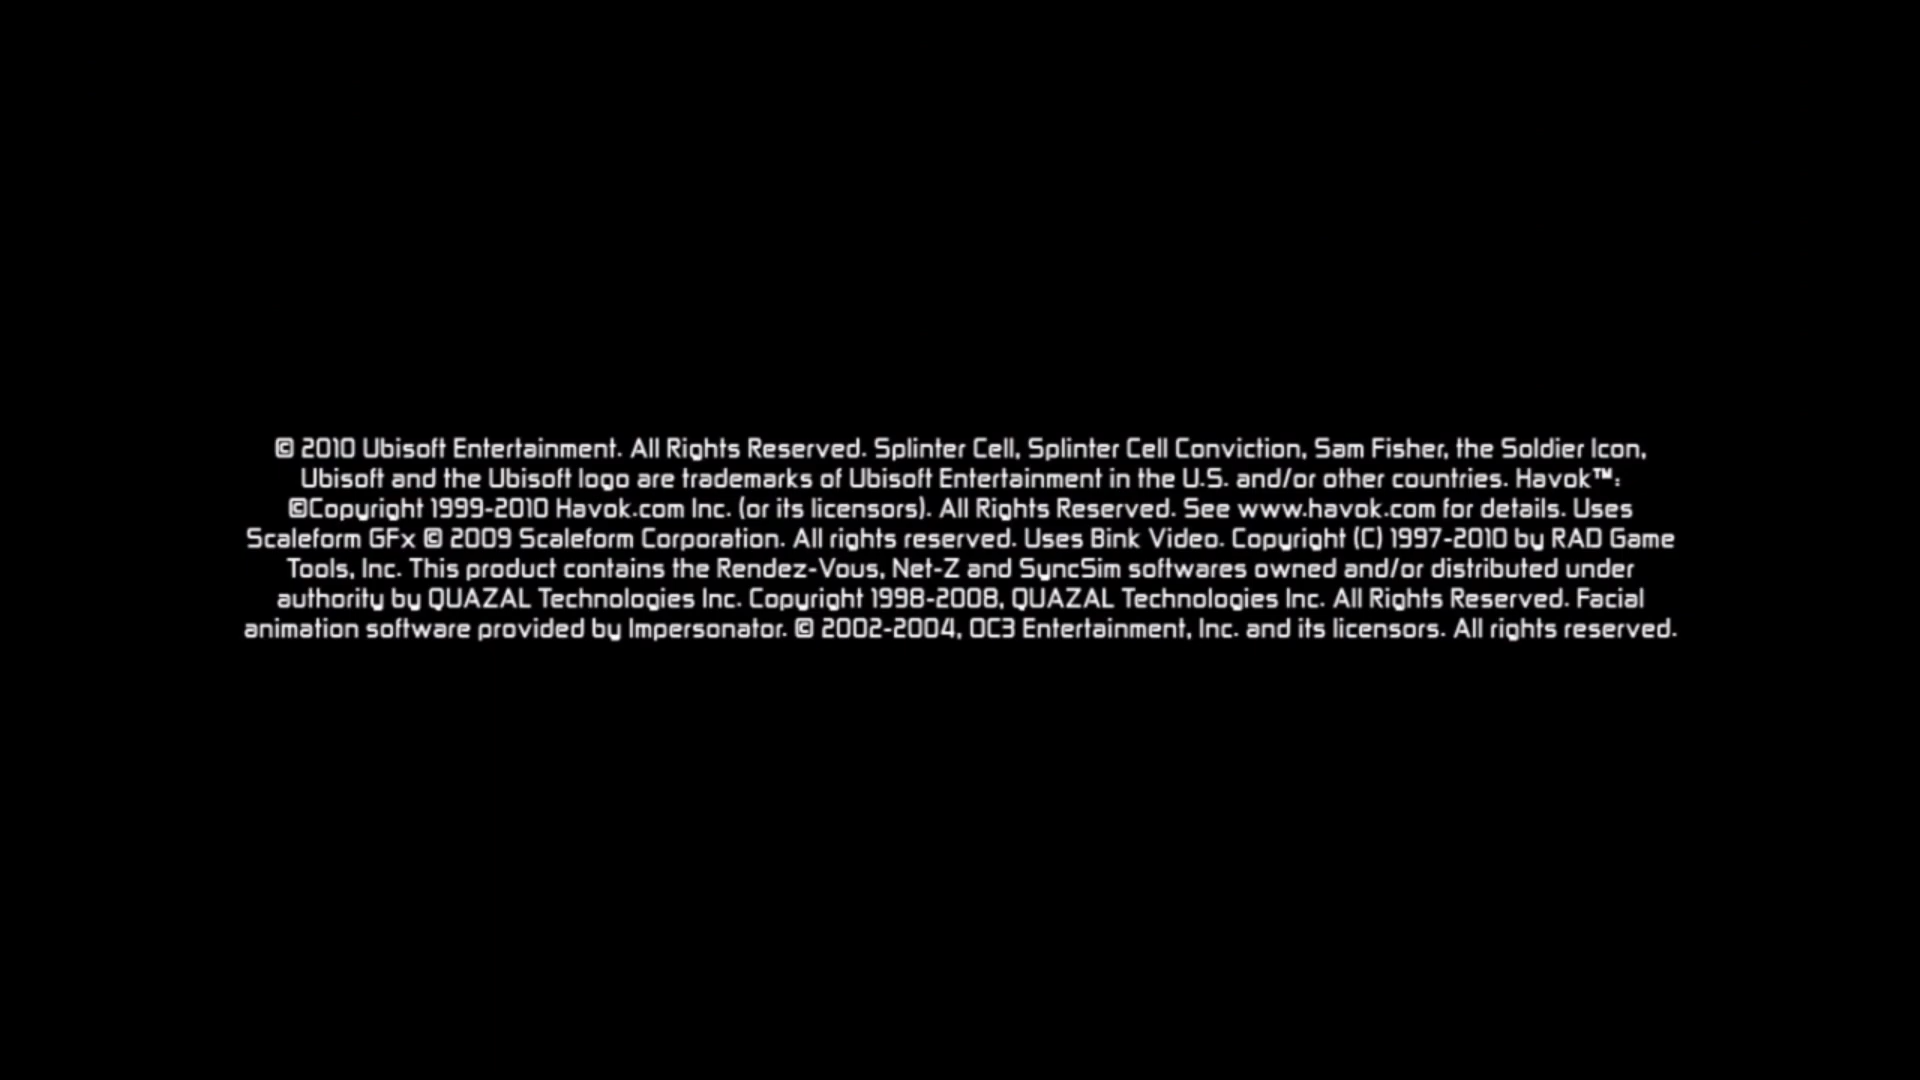 © 2010 Ubisoft Entertainment. All Rights Reserved. Splinter Cell, Splinter Cell Conviction, Sam Fisher, the Soldier Icon,
Ubisoft and the Ubisoft logo are trademarks of Ubisoft Entertainment in the U.S. and/or other countries. Havok™:
©Copyright 1999-2010 Havok.com Inc. (or its licensors). All Rights Reserved. See www.havok.com for details. Uses
Scaleform GFx © 2009 Scaleform Corporation. All rights reserved. Uses Bink Video. Copyright (C) 1997-2010 by RAD Game
Tools, Inc. This product contains the Rendez-Vous, Net-Z and SyncSim softwares owned and/or distributed under
authority by QUAZAL Technologies Inc. Copyright 1998-2008, QUAZAL Technologies Inc. All Rights Reserved. Facial
animation software provided by Impersonator. © 2002-2004, OC3 Entertainment, Inc. and its licensors. All rights reserved.